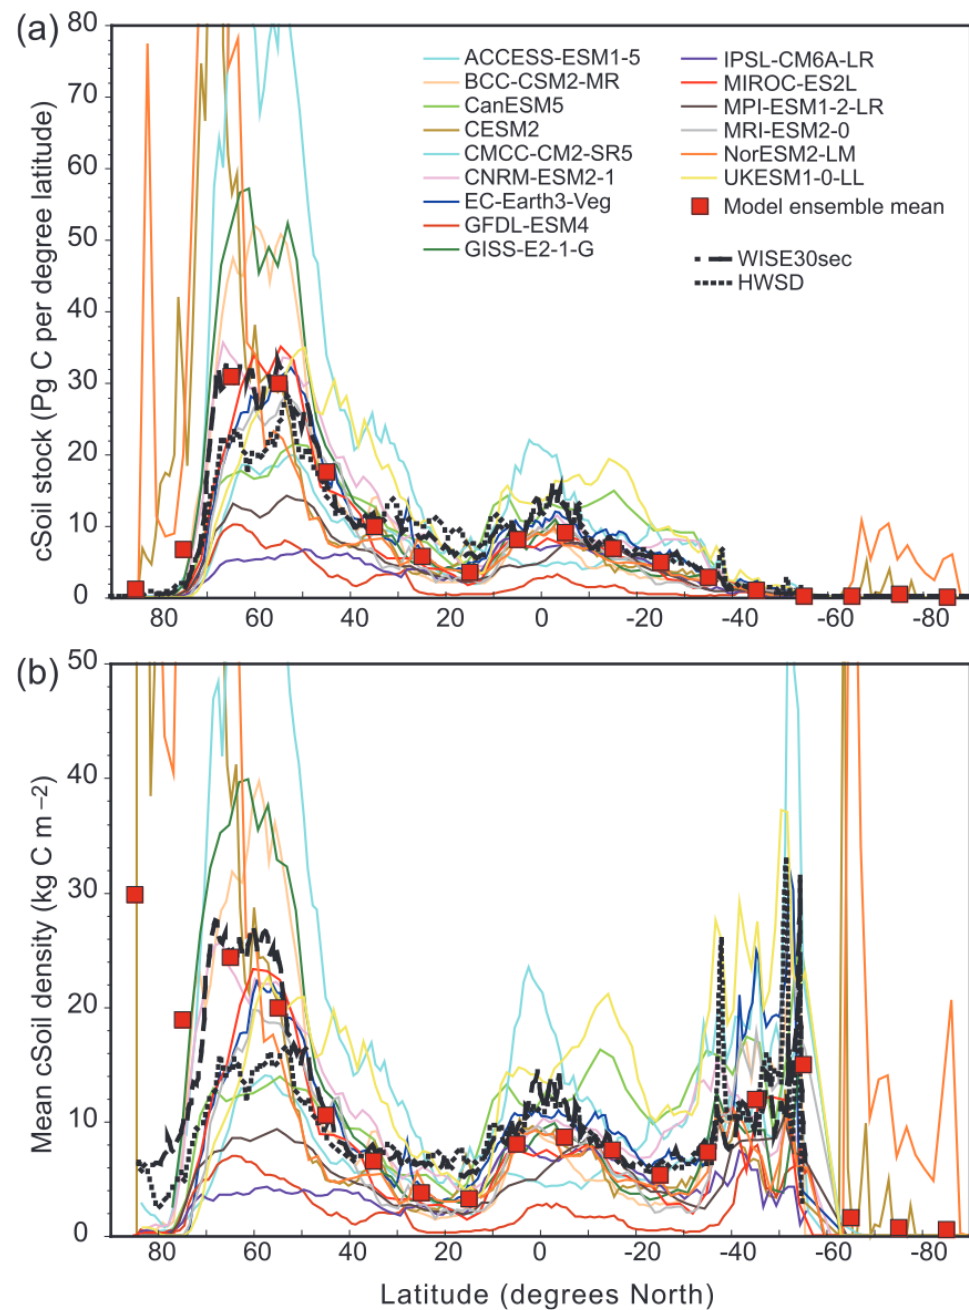 (a)
80
70
60
50
40
30
20
10
0
cSoil stock (Pg C per degree latitude)
ACCESS-ESM1-5
BCC-CSM2-MR
CanESM5
CESM2
CMCC-CM2-SR5
CNRM-ESM2-1
EC-Earth3-Veg
GFDL-ESM4
GISS-E2-1-G
IPSL-CM6A-LR
MIROC-ES2L
MPI-ESM1-2-LR
MRI-ESM2-0
NorESM2-LM
UKESM1-0-LL
Model ensemble mean
WISE30sec
HWSD
80 60 40 20 0 -20 -40 -60 -80
(b)
50
40
30
20
10
0
Mean cSoil density (kg C m −2)
80 60 40 20 0 -20 -40 -60 -80
Latitude (degrees North)